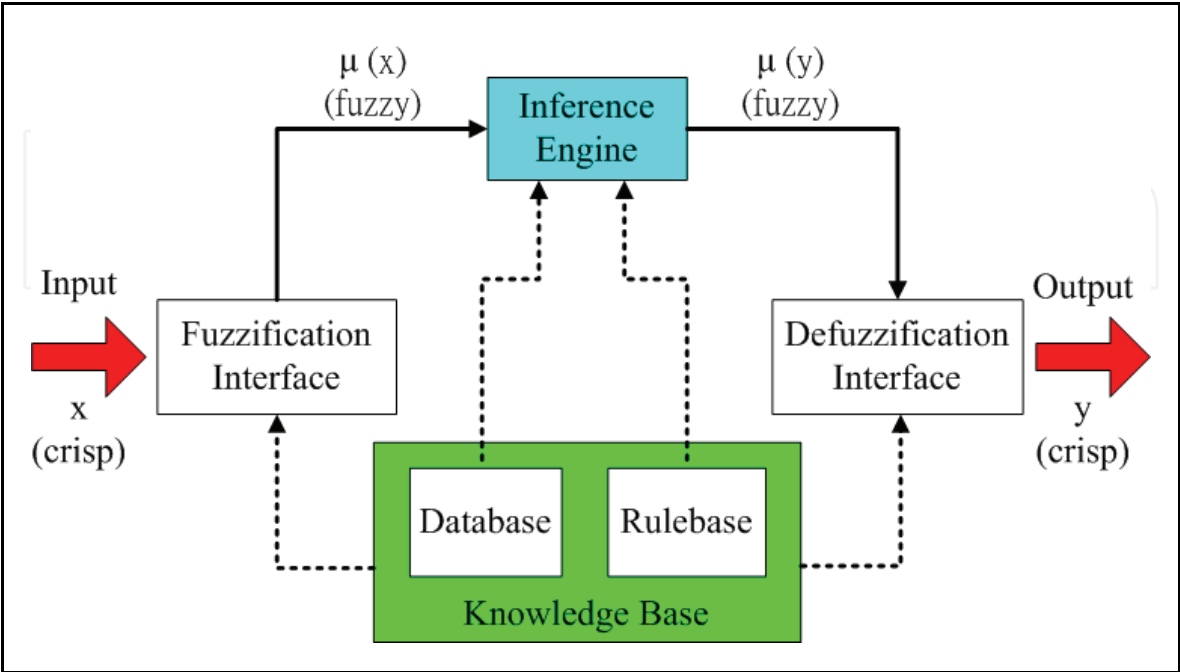 μ (x)
(fuzzy)
Inference
Engine
μ (y)
(fuzzy)
Input
Fuzzification
Interface
x
(crisp)
Defuzzification
Interface
Output
y
(crisp)
Database
Rulebase
Knowledge Base